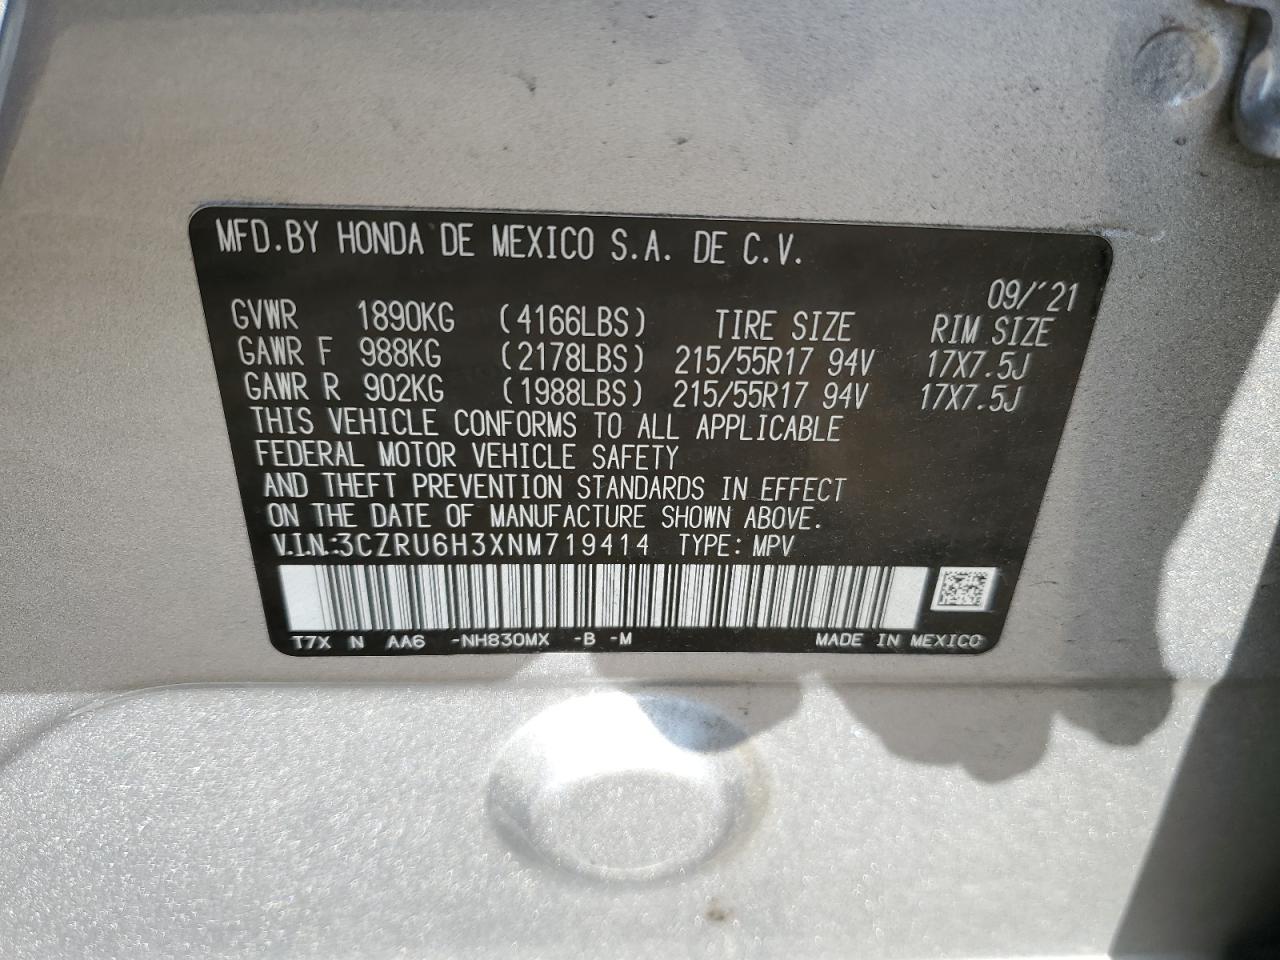 MFD.BY HONDA DE MEXICO S.A. DE C.V.
09/'21
GVWR 1890KG (4166LBS) TIRE SIZE RIM SIZE
GAWR F 988KG (2178LBS) 215/55R17 94V 17X7.5J
GAWR R 902KG (1988LBS) 215/55R17 94V 17X7.5J
THIS VEHICLE CONFORMS TO ALL APPLICABLE
FEDERAL MOTOR VEHICLE SAFETY
AND THEFT PREVENTION STANDARDS IN EFFECT
ON THE DATE OF MANUFACTURE SHOWN ABOVE.
V.I.N.:3CZRU6H3XNM719414 TYPE: MPV
T7X N AA6 -NH830MX -B -M MADE IN MEXICO